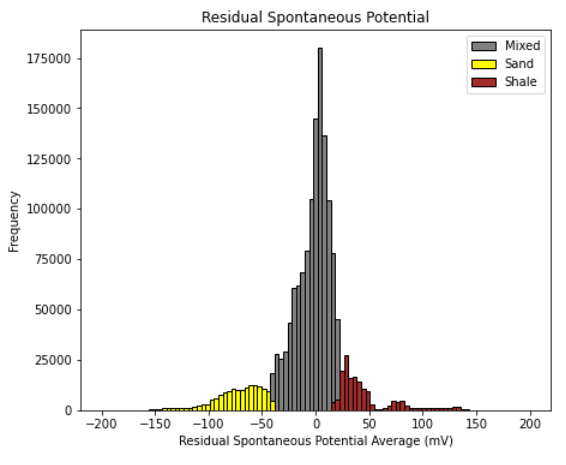 Residual Spontaneous Potential
Mixed
Sand
Shale
175000
150000
125000
100000
75000
50000
25000
0
Frequency
−200 −150 −100 −50 0 50 100 150 200
Residual Spontaneous Potential Average (mV)